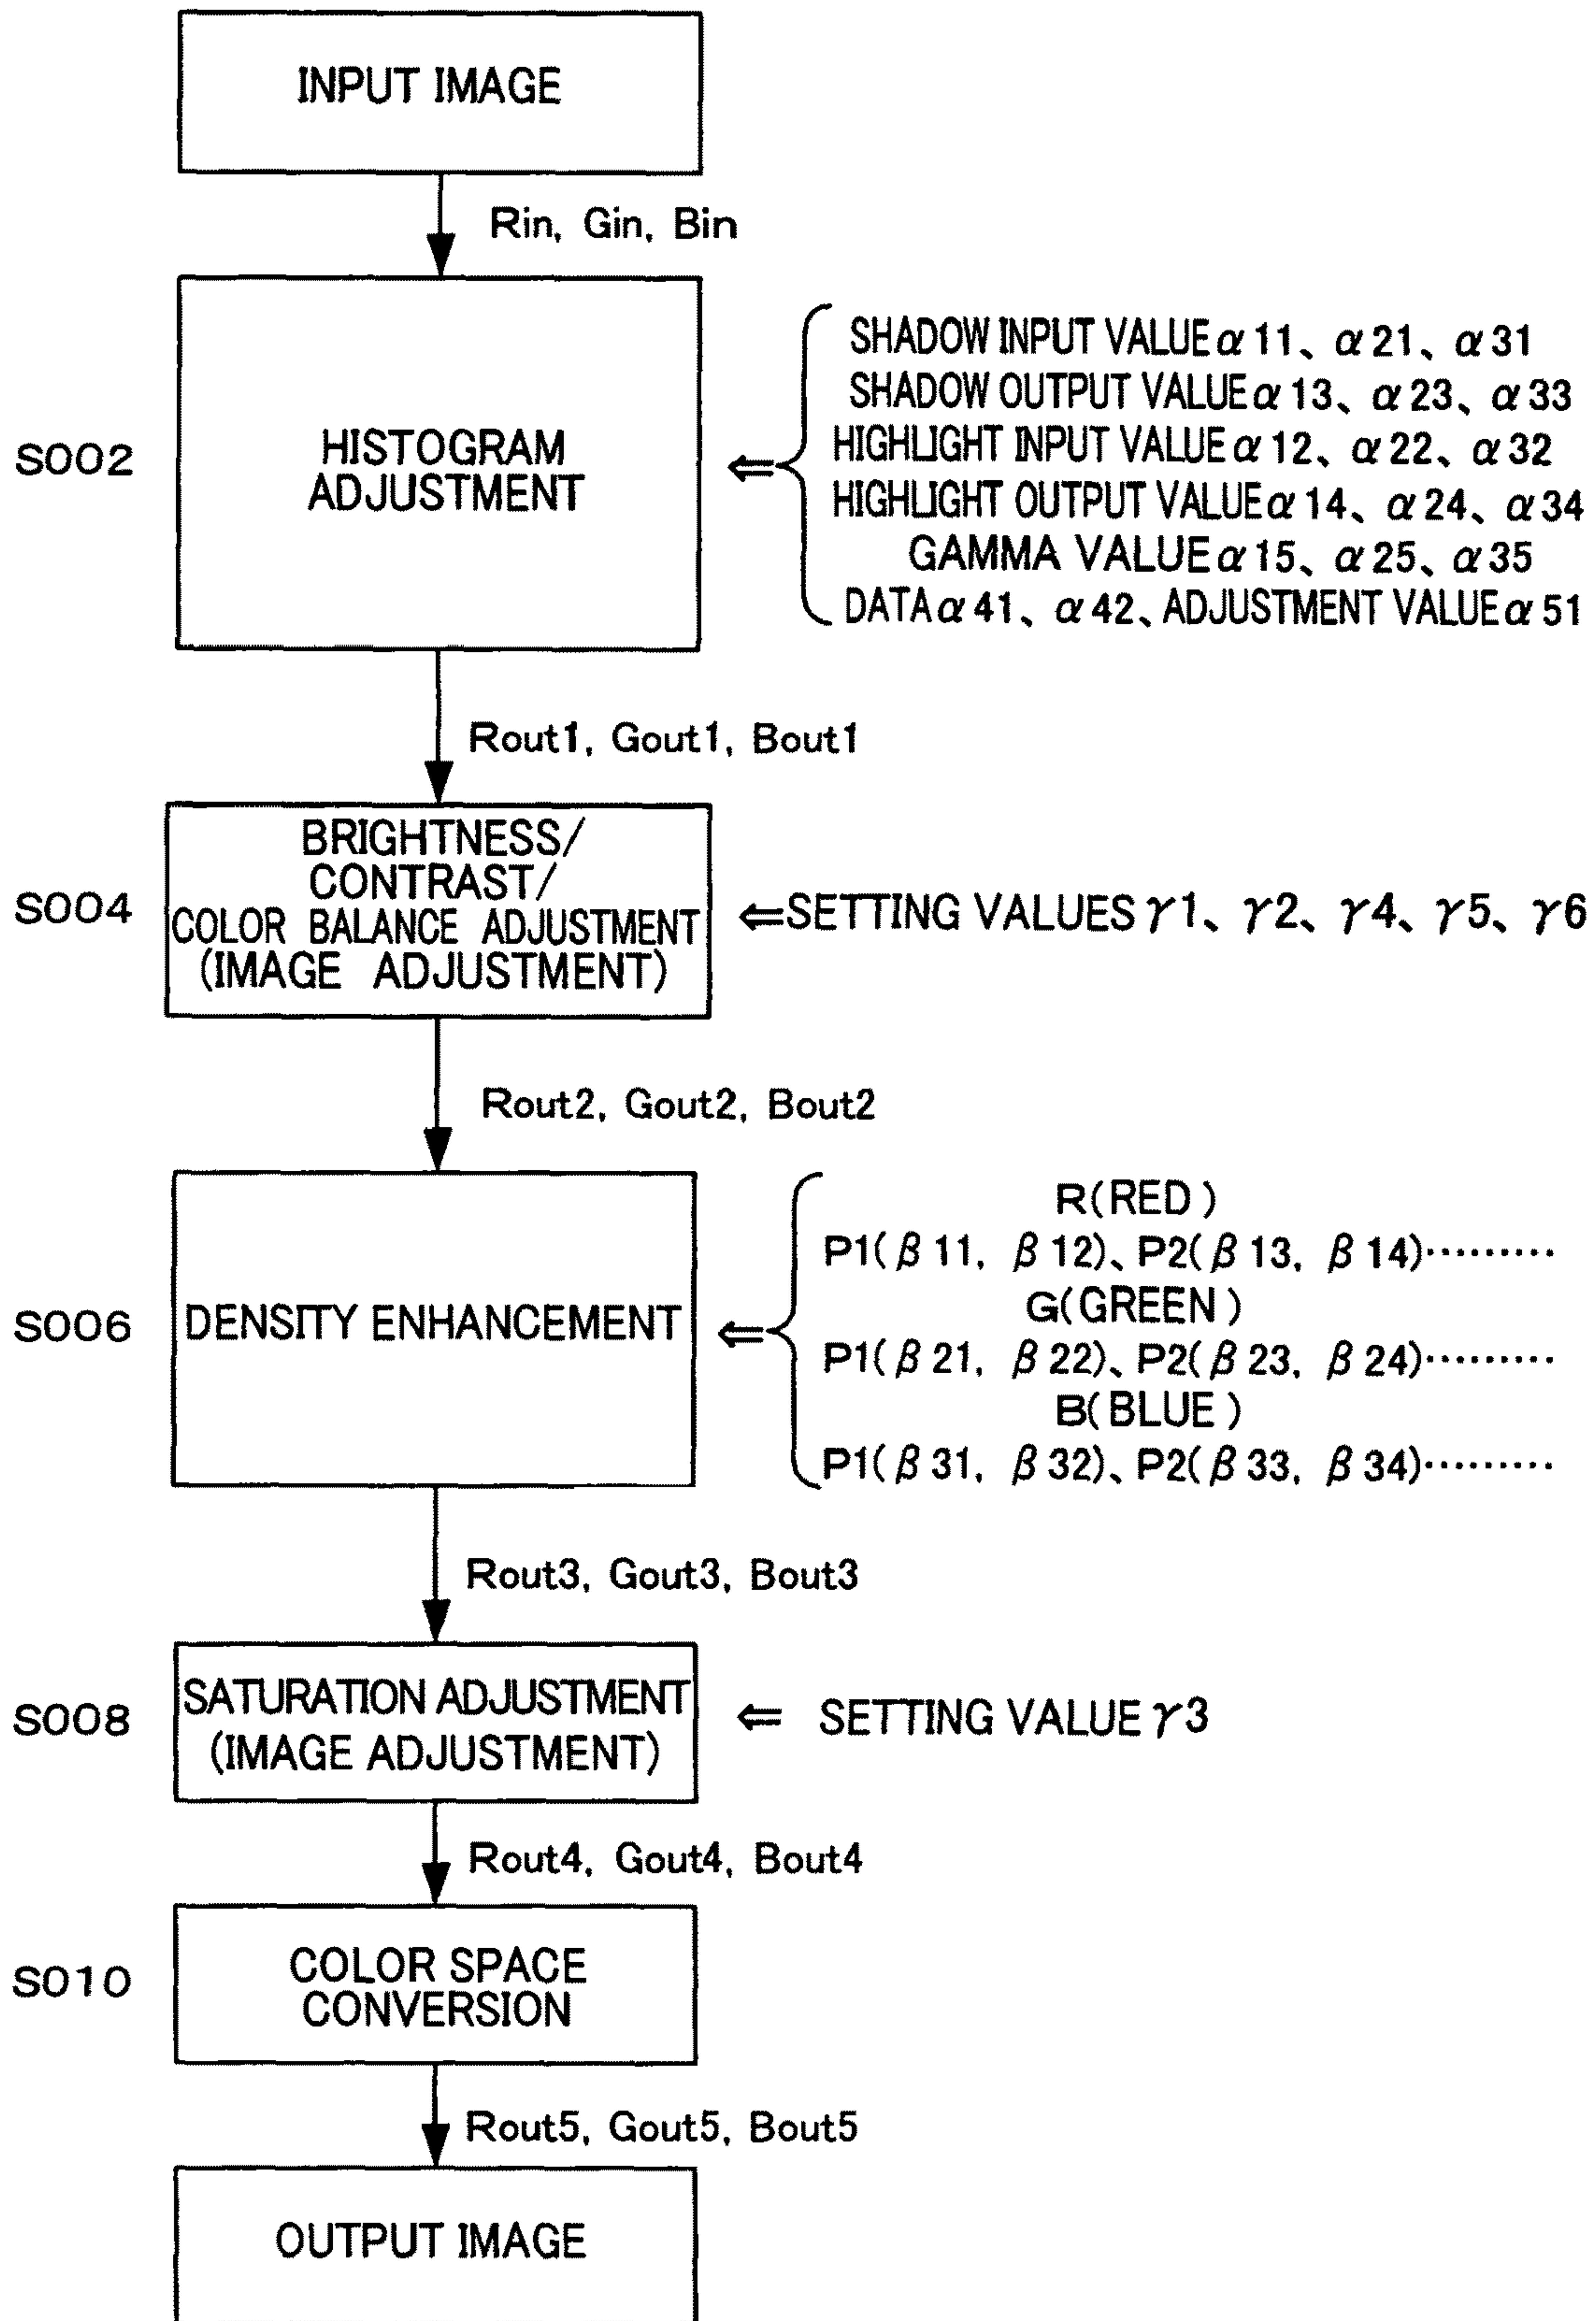 INPUT IMAGE
Rin, Gin, Bin
SHADOW INPUT VALUE α11、α21、α31
SHADOW OUTPUT VALUE α13、α23、α33
S002
HISTOGRAM
ADJUSTMENT
⇐
HIGHLIGHT INPUT VALUE α12、α22、α32
HIGHLIGHT OUTPUT VALUE α14、α24、α34
GAMMA VALUE α15、α25、α35
DATA α41、α42、ADJUSTMENT VALUE α51
Rout1, Gout1, Bout1
S004
BRIGHTNESS/
CONTRAST/
COLOR BALANCE ADJUSTMENT
(IMAGE ADJUSTMENT)
⇐SETTING VALUES γ1、γ2、γ4、γ5、γ6
Rout2, Gout2, Bout2
S006
DENSITY ENHANCEMENT
⇐
R(RED)
P1(β11, β12)、P2(β13, β14)·········
G(GREEN)
P1(β21, β22)、P2(β23, β24)·········
B(BLUE)
P1(β31, β32)、P2(β33, β34)·········
Rout3, Gout3, Bout3
S008
SATURATION ADJUSTMENT
(IMAGE ADJUSTMENT)
⇐ SETTING VALUE γ3
Rout4, Gout4, Bout4
S010
COLOR SPACE
CONVERSION
Rout5, Gout5, Bout5
OUTPUT IMAGE